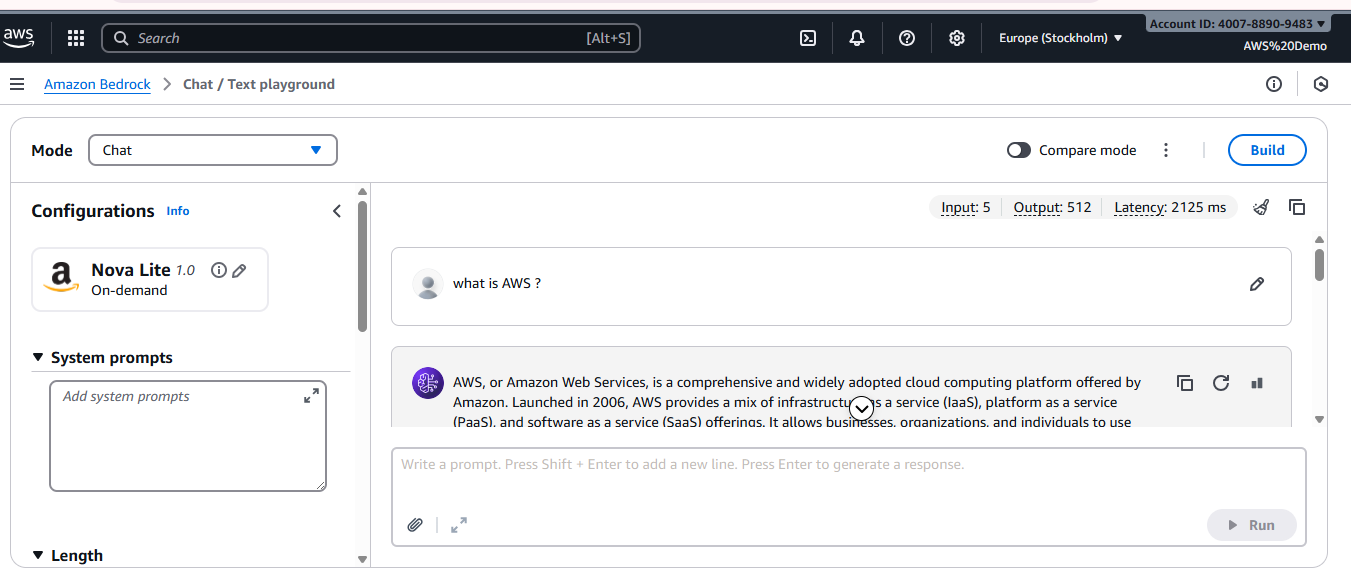 aws
Search [Alt+S]
Europe (Stockholm)
Account ID: 4007-8890-9483
AWS%20Demo
Amazon Bedrock > Chat / Text playground
Mode
Chat
Compare mode
Build
Configurations Info
Input: 5 Output: 512 Latency: 2125 ms
Nova Lite 1.0
On-demand
what is AWS ?
System prompts
Add system prompts
AWS, or Amazon Web Services, is a comprehensive and widely adopted cloud computing platform offered by
Amazon. Launched in 2006, AWS provides a mix of infrastructure as a service (IaaS), platform as a service
(PaaS), and software as a service (SaaS) offerings. It allows businesses, organizations, and individuals to use
Write a prompt. Press Shift + Enter to add a new line. Press Enter to generate a response.
Run
Length